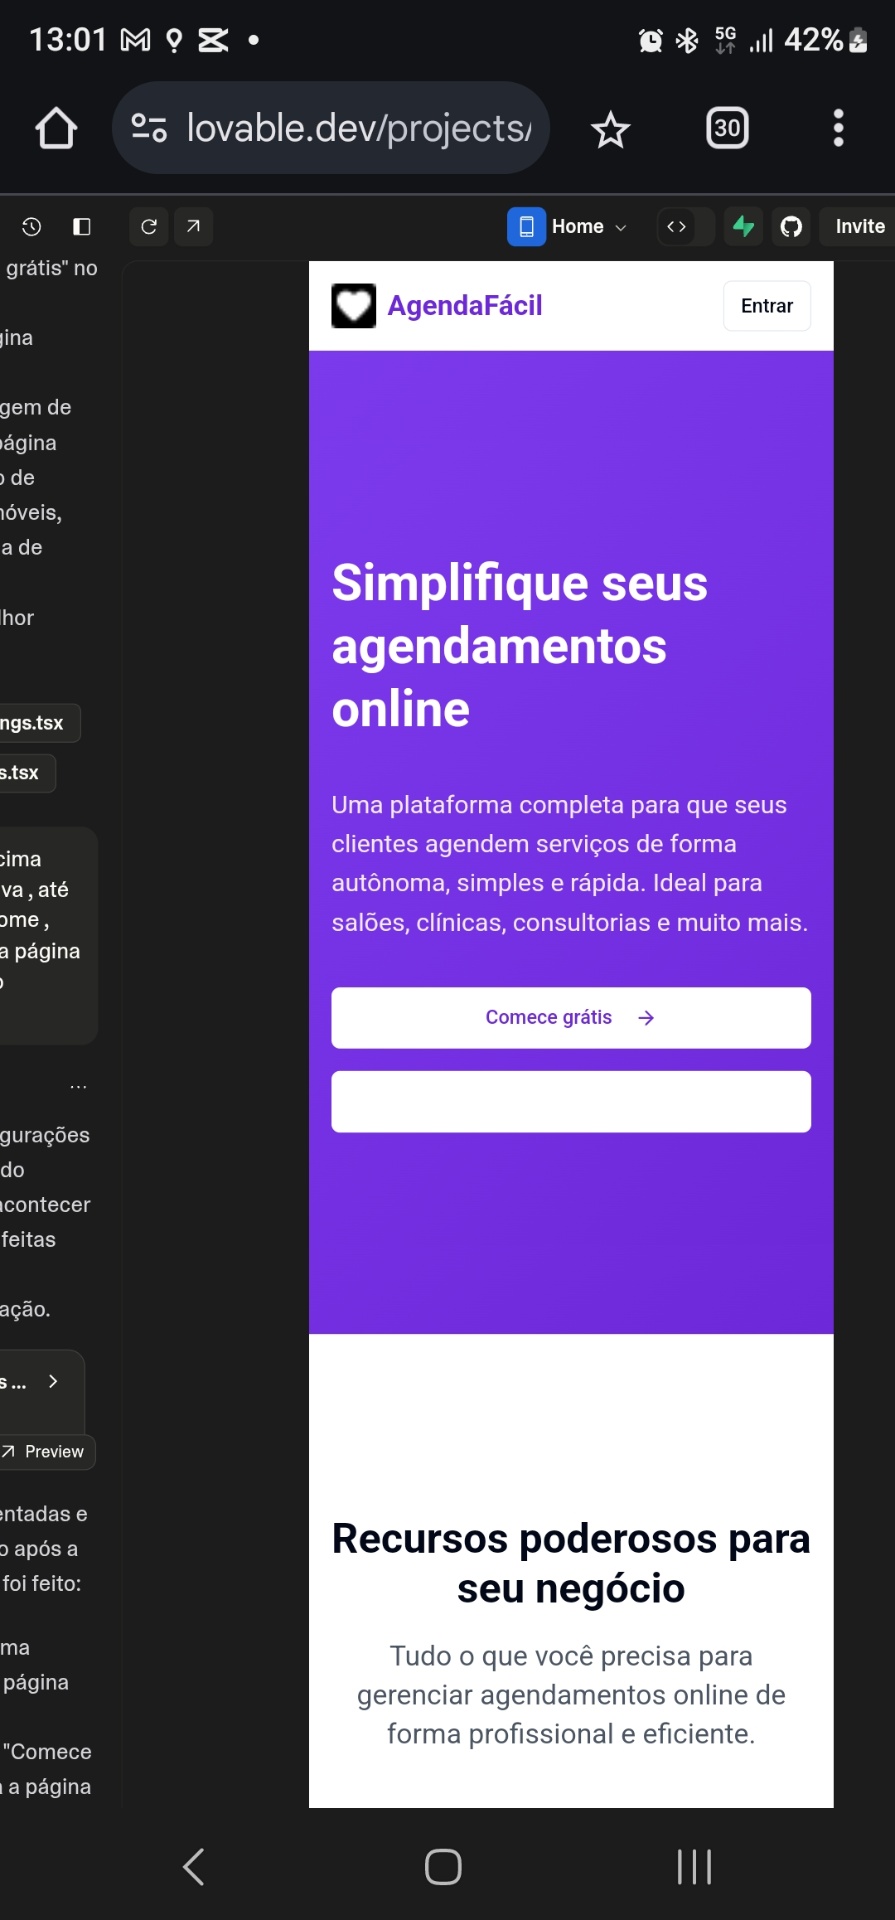 13:01
5G
42%
lovable.dev/projects/
30
Home
Invite
grátis" no
gina
gem de
página
de
móveis,
a de
lhor
ngs.tsx
s.tsx
cima
va , até
ome ,
a página
o
...
gurações
do
acontecer
feitas
ação.
s ...
Preview
entadas e
o após a
foi feito:
ma
página
"Comece
a página
AgendaFácil
Entrar
Simplifique seus
agendamentos
online
Uma plataforma completa para que seus
clientes agendem serviços de forma
autônoma, simples e rápida. Ideal para
salões, clínicas, consultorias e muito mais.
Comece grátis
Recursos poderosos para
seu negócio
Tudo o que você precisa para
gerenciar agendamentos online de
forma profissional e eficiente.